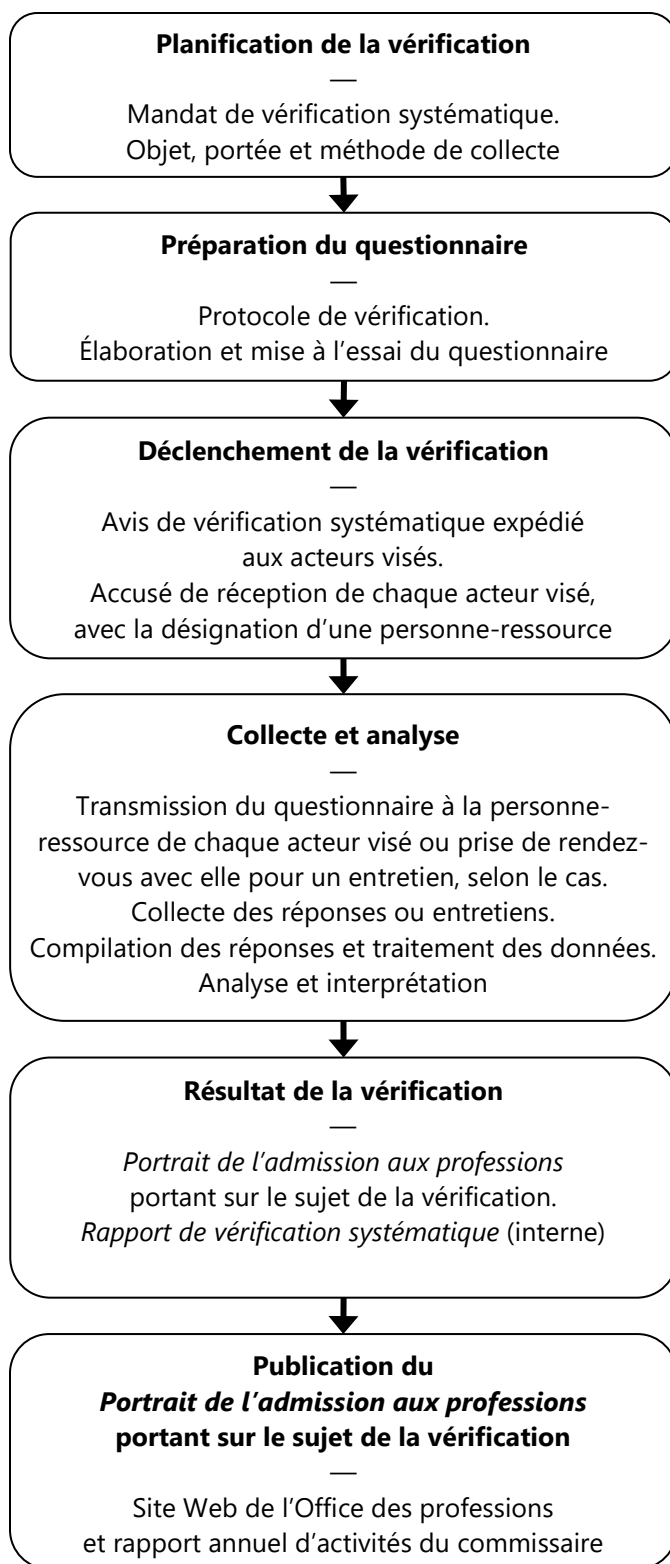 Planification de la vérification
—
Mandat de vérification systématique.
Objet, portée et méthode de collecte
Préparation du questionnaire
—
Protocole de vérification.
Élaboration et mise à l’essai du questionnaire
Déclenchement de la vérification
—
Avis de vérification systématique expédié
aux acteurs visés.
Accusé de réception de chaque acteur visé,
avec la désignation d’une personne-ressource
Collecte et analyse
—
Transmission du questionnaire à la personne-
ressource de chaque acteur visé ou prise de rendez-
vous avec elle pour un entretien, selon le cas.
Collecte des réponses ou entretiens.
Compilation des réponses et traitement des données.
Analyse et interprétation
Résultat de la vérification
—
Portrait de l’admission aux professions
portant sur le sujet de la vérification.
Rapport de vérification systématique (interne)
Publication du
Portrait de l’admission aux professions
portant sur le sujet de la vérification
—
Site Web de l’Office des professions
et rapport annuel d’activités du commissaire